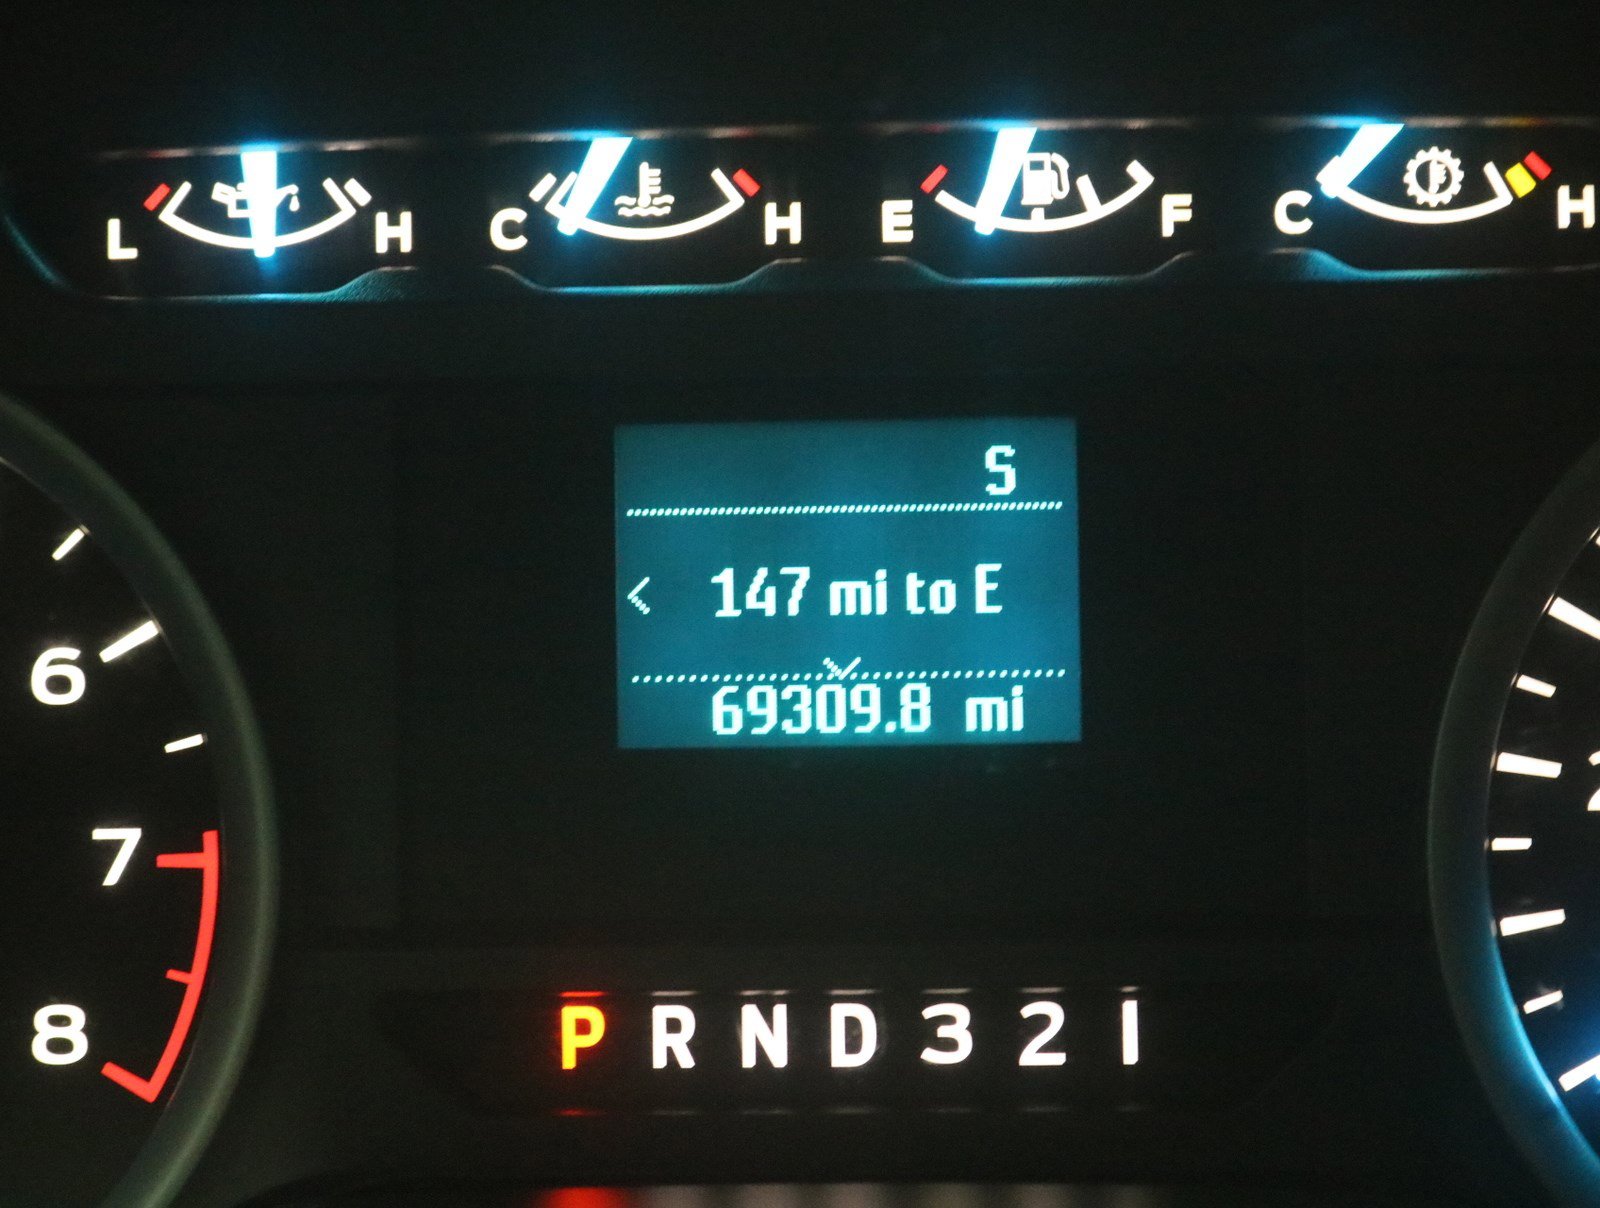 L H C H E F C H
S
147 mi to E
69309.8 mi
6
7
8
P R N D 3 2 1